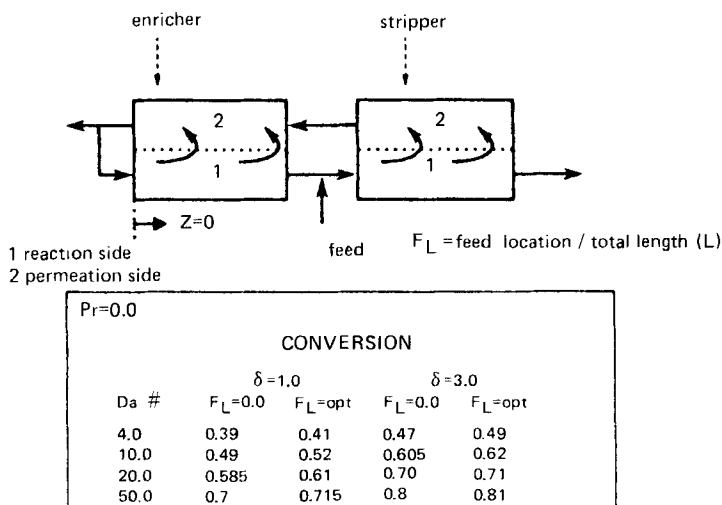 enricher stripper
2 2
1 1
Z=0
feed F_L =feed location / total length (L)
1 reaction side
2 permeation side
Pr=0.0
CONVERSION
δ=1.0 δ=3.0
Da # F_L=0.0 F_L=opt F_L=0.0 F_L=opt
4.0 0.39 0.41 0.47 0.49
10.0 0.49 0.52 0.605 0.62
20.0 0.585 0.61 0.70 0.71
50.0 0.7 0.715 0.8 0.81